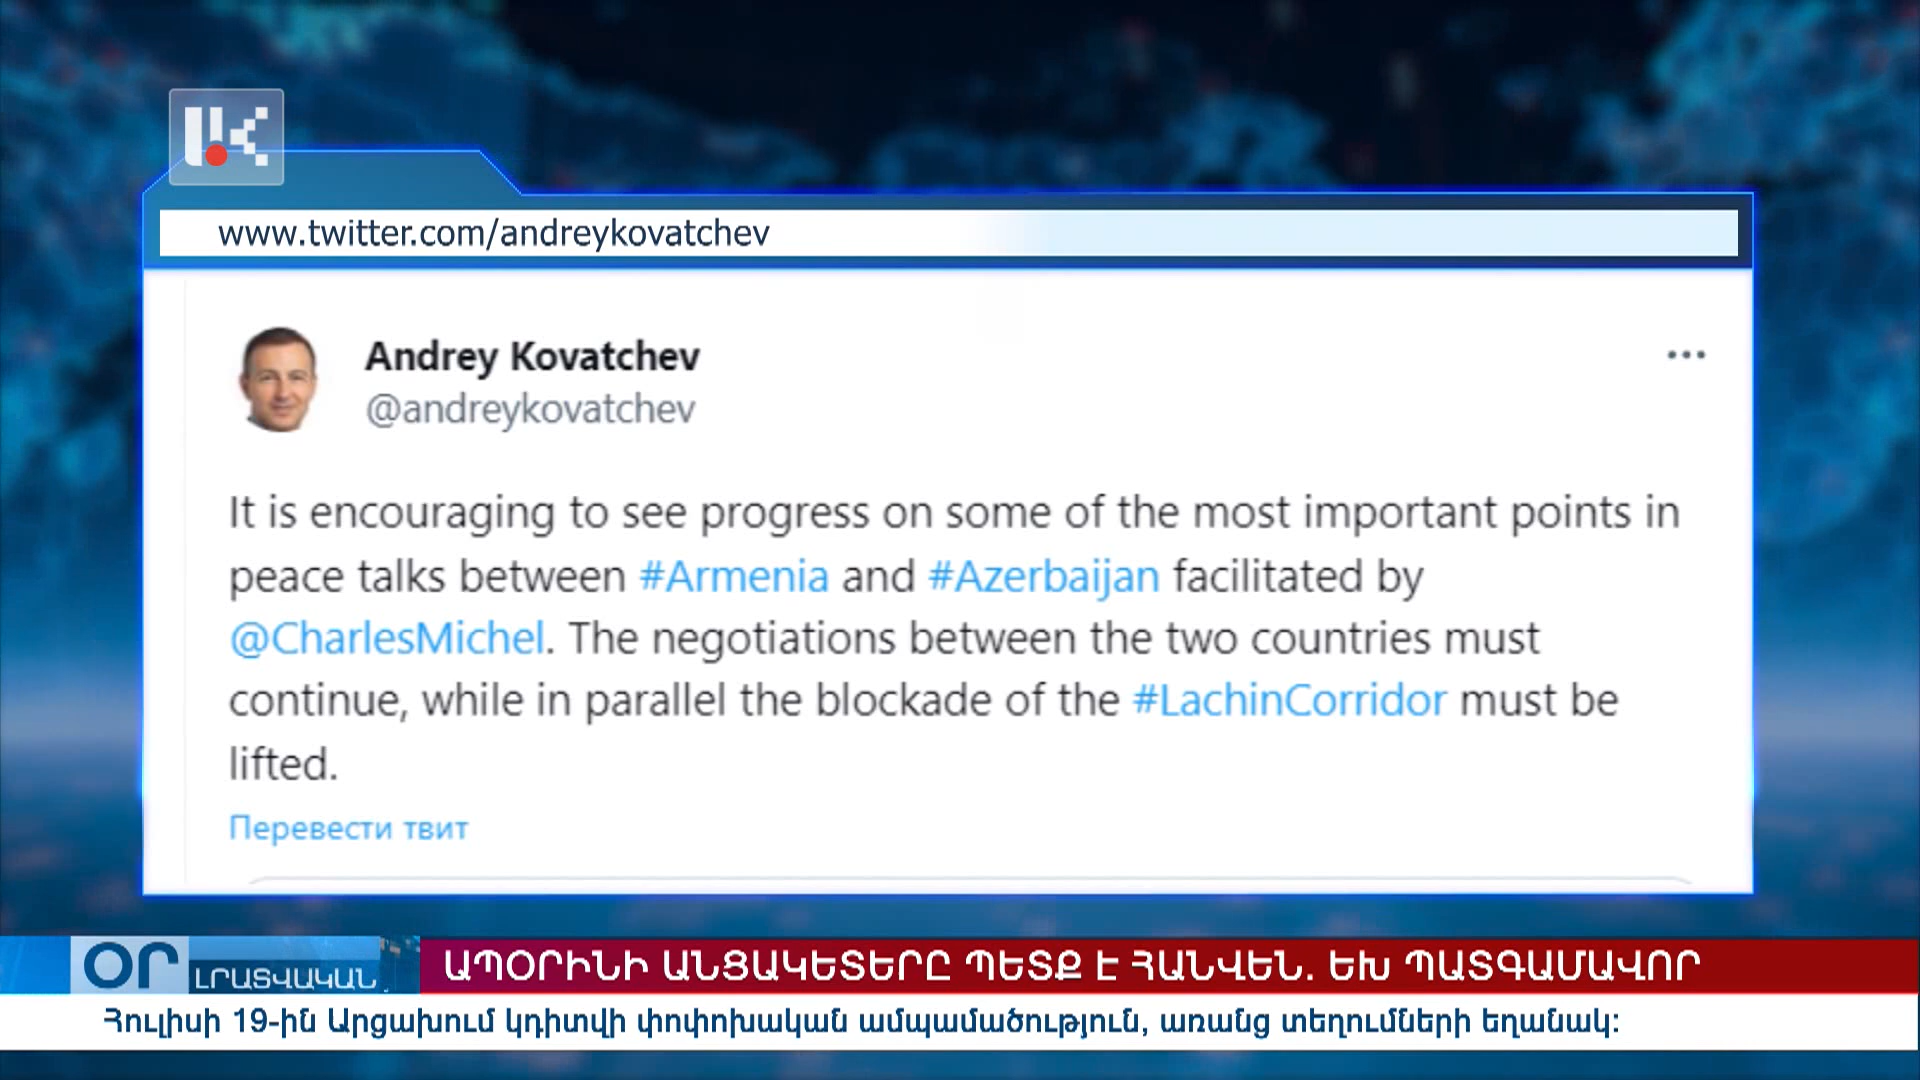 www.twitter.com/andreykovatchev
Andrey Kovatchev
@andreykovatchev
It is encouraging to see progress on some of the most important points in
peace talks between #Armenia and #Azerbaijan facilitated by
@CharlesMichel. The negotiations between the two countries must
continue, while in parallel the blockade of the #LachinCorridor must be
lifted.
Перевести твит
ՕՐ
ԼՐԱՏՎԱԿԱՆ
ԱՊՕՐԻՆԻ ԱՆՑԱԿԵՏԵՐԸ ՊԵՏՔ Է ՀԱՆՎԵՆ. ԵԽ ՊԱՏԳԱՄԱՎՈՐ
Հուլիսի 19-ին Արցախում կդիտվի փոփոխական ամպամածություն, առանց տեղումների եղանակ: